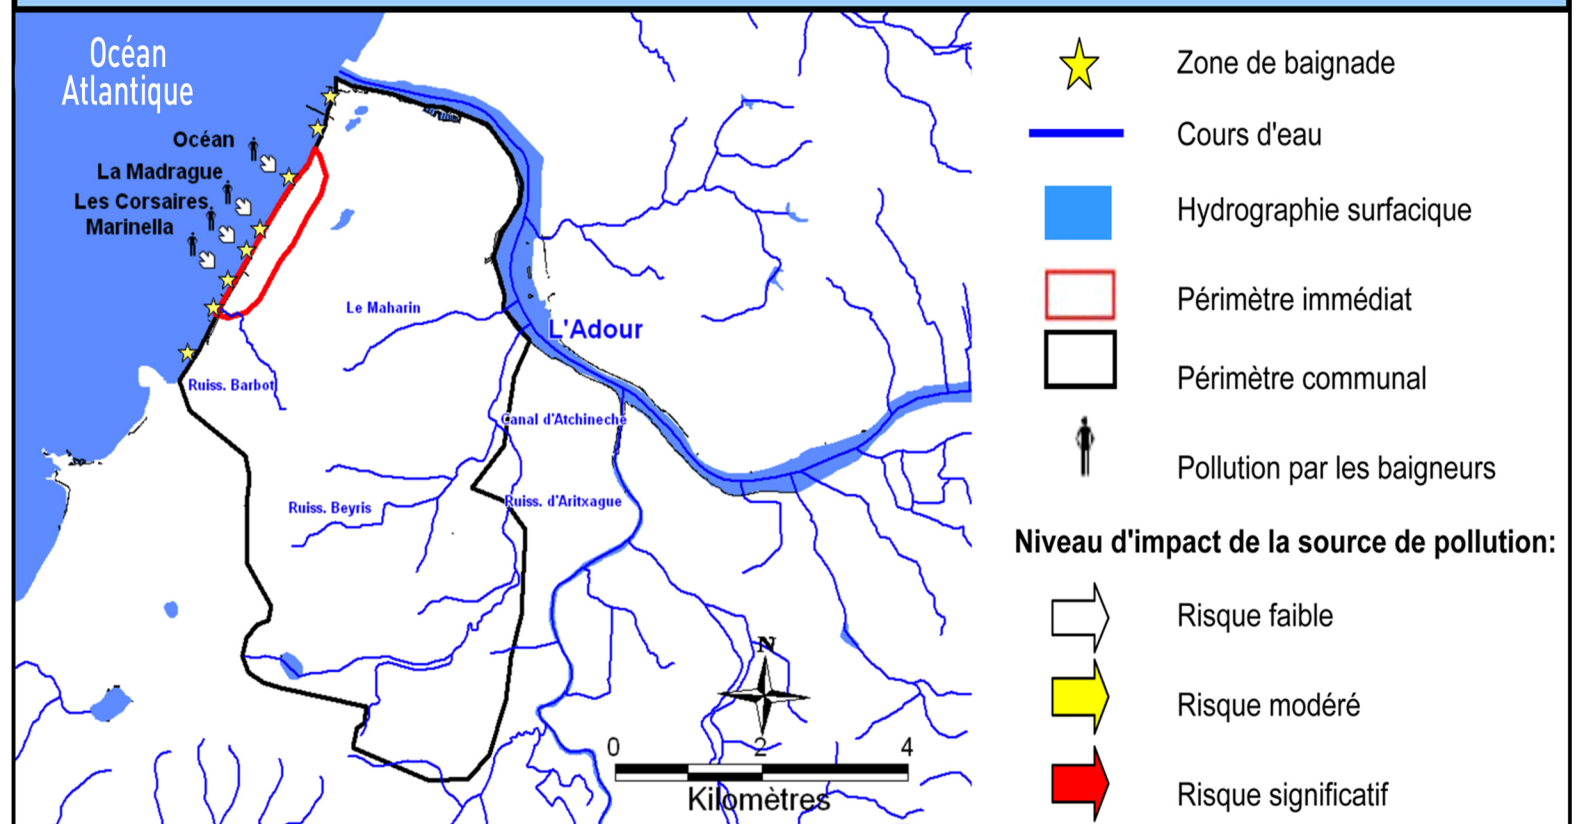 Océan
Atlantique
Océan
La Madrague
Les Corsaires
Marinella
Le Maharin
L'Adour
Ruiss. Barbot
Canal d'Atchineche
Ruiss. Beyris
Ruiss. d'Aritxague
N
0 2 4
Kilomètres
Zone de baignade
Cours d'eau
Hydrographie surfacique
Périmètre immédiat
Périmètre communal
Pollution par les baigneurs
Niveau d'impact de la source de pollution:
Risque faible
Risque modéré
Risque significatif